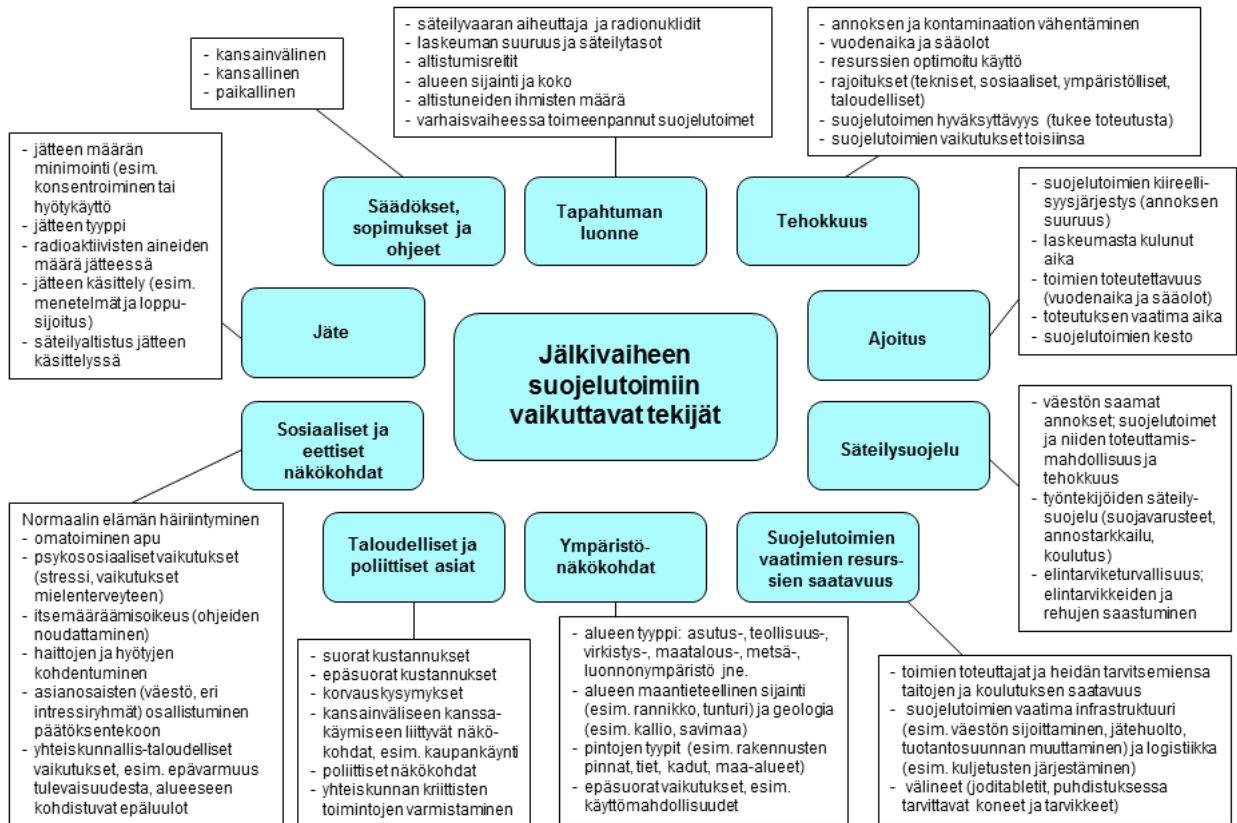 - kansainvälinen
- kansallinen
- paikallinen
- säteilyvaaran aiheuttaja ja radionuklidit
- laskeuman suuruus ja säteilytasot
- altistumisreitit
- alueen sijainti ja koko
- altistuneiden ihmisten määrä
- varhaisvaiheessa toimeenpannut suojelutoimet
- annoksen ja kontaminaation vähentäminen
- vuodenaika ja sääolot
- resurssien optimoitu käyttö
- rajoitukset (tekniset, sosiaaliset, ympäristölliset,
taloudelliset)
- suojelutoimen hyväksyttävyys (tukee toteutusta)
- suojelutoimien vaikutukset toisiinsa
- jätteen määrän
minimointi (esim.
konsentroiminen tai
hyötykäyttö
- jätteen tyyppi
- radioaktiivisten aineiden
määrä jätteessä
- jätteen käsittely (esim.
menetelmät ja loppu-
sijoitus)
- säteilyaltistus jätteen
käsittelyssä
Säädökset,
sopimukset ja
ohjeet
Tapahtuman
luonne
Tehokkuus
- suojelutoimien kiireelli-
syysjärjestys (annoksen
suuruus)
- laskeumasta kulunut
aika
- toimien toteutettavuus
(vuodenaika ja sääolot)
- toteutuksen vaatima aika
- suojelutoimien kesto
Jäte
Jälkivaiheen
suojelutoimiin
vaikuttavat tekijät
Ajoitus
Sosiaaliset ja
eettiset
näkökohdat
Säteilysuojelu
- väestön saamat
annokset; suojelutoimet
ja niiden toteuttamis-
mahdollisuus ja
tehokkuus
- työntekijöiden säteily-
suojelu (suojavarusteet,
annostarkkailu,
koulutus)
- elintarviketurvallisuus;
elintarvikkeiden ja
rehujen saastuminen
Normaalin elämän häiriintyminen
- omatoiminen apu
- psykososiaaliset vaikutukset
(stressi, vaikutukset
mielenterveyteen)
- itsemääräämisoikeus (ohjeiden
noudattaminen)
- haittojen ja hyötyjen
kohdentuminen
- asianosaisten (väestö, eri
intressiryhmät) osallistuminen
päätöksentekoon
- yhteiskunnallis-taloudelliset
vaikutukset, esim. epävarmuus
tulevaisuudesta, alueeseen
kohdistuvat epäluulot
Taloudelliset ja
poliittiset asiat
Ympäristö-
näkökohdat
Suojelutoimien
vaatimien resurs-
sien saatavuus
- suorat kustannukset
- epäsuorat kustannukset
- korvauskysymykset
- kansainväliseen kanssa-
käymiseen liittyvät näkö-
kohdat, esim. kaupankäynti
- poliittiset näkökohdat
- yhteiskunnan kriittisten
toimintojen varmistaminen
- alueen tyyppi: asutus-, teollisuus-,
virkistys-, maatalous-, metsä-,
luonnonympäristö jne.
- alueen maantieteellinen sijainti
(esim. rannikko, tunturi) ja geologia
(esim. kallio, savimaa)
- pintojen tyypit (esim. rakennusten
pinnat, tiet, kadut, maa-alueet)
- epäsuorat vaikutukset, esim.
käyttömahdollisuudet
- toimien toteuttajat ja heidän tarvitsemiensa
taitojen ja koulutuksen saatavuus
- suojelutoimien vaatima infrastruktuuri
(esim. väestön sijoittaminen, jätehuolto,
tuotantosuunnan muuttaminen) ja logistiikka
(esim. kuljetusten järjestäminen)
- välineet (joditabletit, puhdistuksessa
tarvittavat koneet ja tarvikkeet)